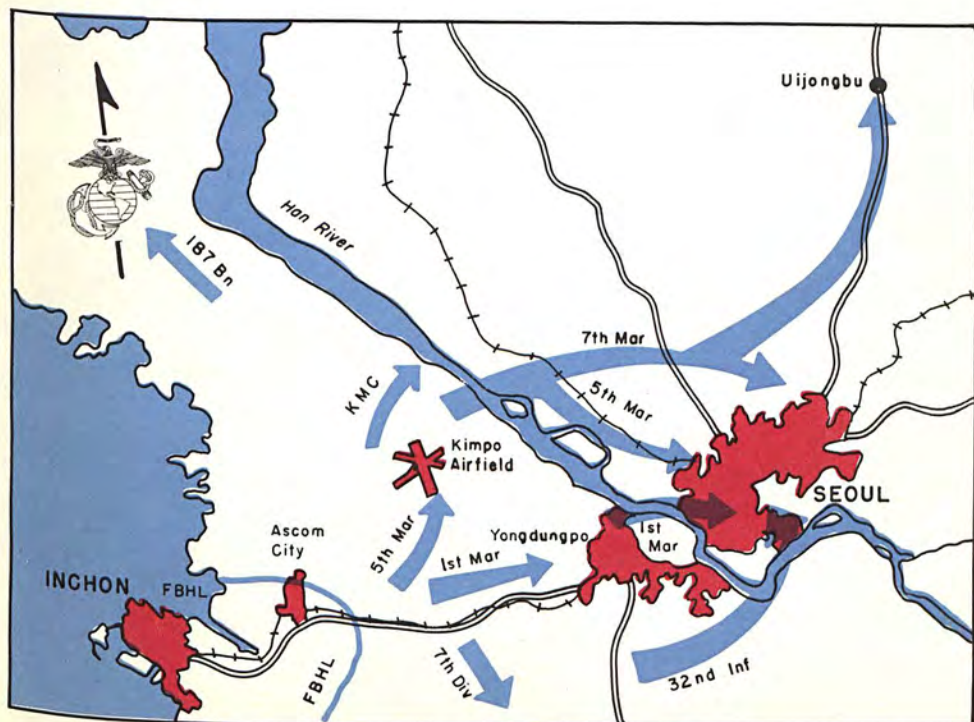 Uijongbu
Han River
187 Bn
7th Mar
5th Mar
KMC
Kimpo
Airfield
SEOUL
Ascom
City
5th Mar
1st Mar
Yongdungpo
1st
Mar
INCHON
FBHL
FBHL
7th Div
32nd Inf